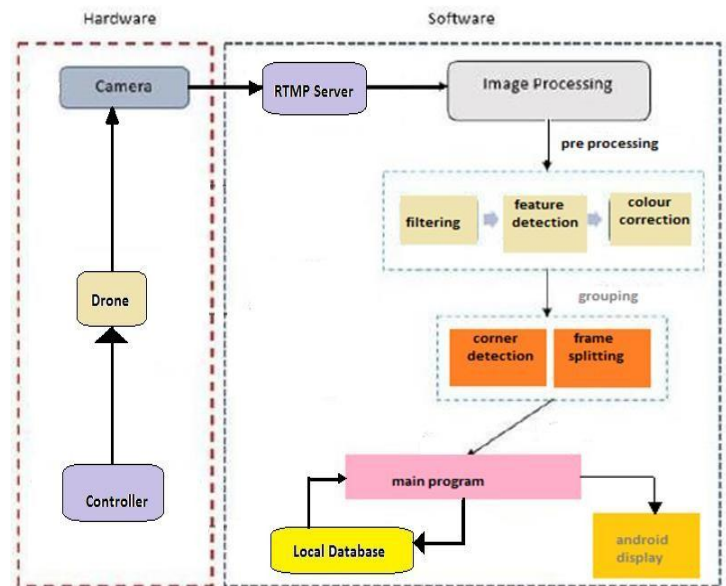 Hardware
Software
Camera
RTMP Server
Image Processing
pre processing
filtering
feature
detection
colour
correction
Drone
grouping
corner
detection
frame
splitting
Controller
main program
Local Database
android
display